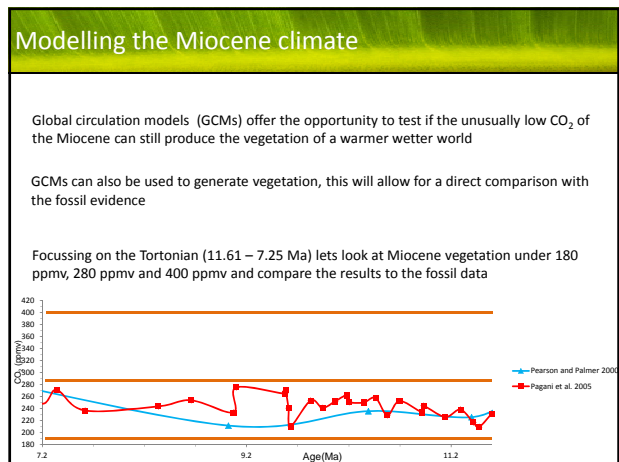 Modelling the Miocene climate
Global circulation models (GCMs) offer the opportunity to test if the unusually low CO₂ of
the Miocene can still produce the vegetation of a warmer wetter world
GCMs can also be used to generate vegetation, this will allow for a direct comparison with
the fossil evidence
Focussing on the Tortonian (11.61 – 7.25 Ma) lets look at Miocene vegetation under 180
ppmv, 280 ppmv and 400 ppmv and compare the results to the fossil data
420
400
380
360
340
320
300
280
260
240
220
200
180
CO₂ (ppmv)
7.2
9.2
11.2
Age(Ma)
Pearson and Palmer 2000
Pagani et al. 2005